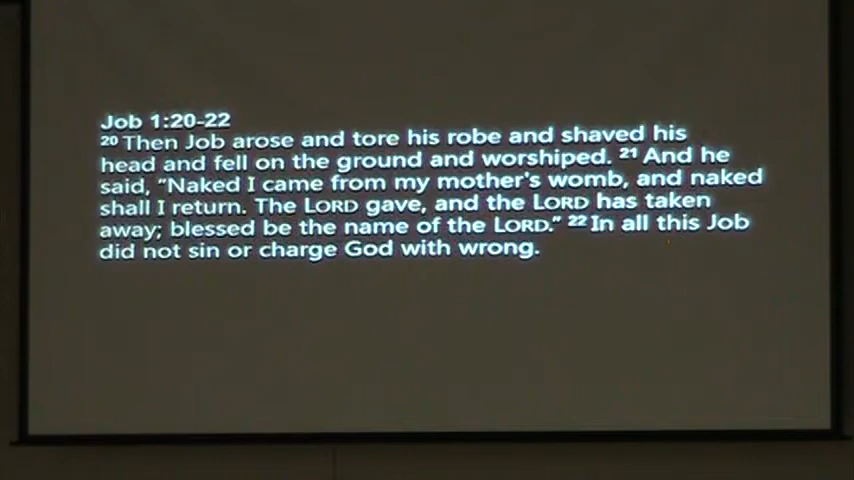 Job 1:20-22
20 Then Job arose and tore his robe and shaved his
head and fell on the ground and worshiped. 21 And he
said, “Naked I came from my mother's womb, and naked
shall I return. The LORD gave, and the LORD has taken
away; blessed be the name of the LORD.” 22 In all this Job
did not sin or charge God with wrong.